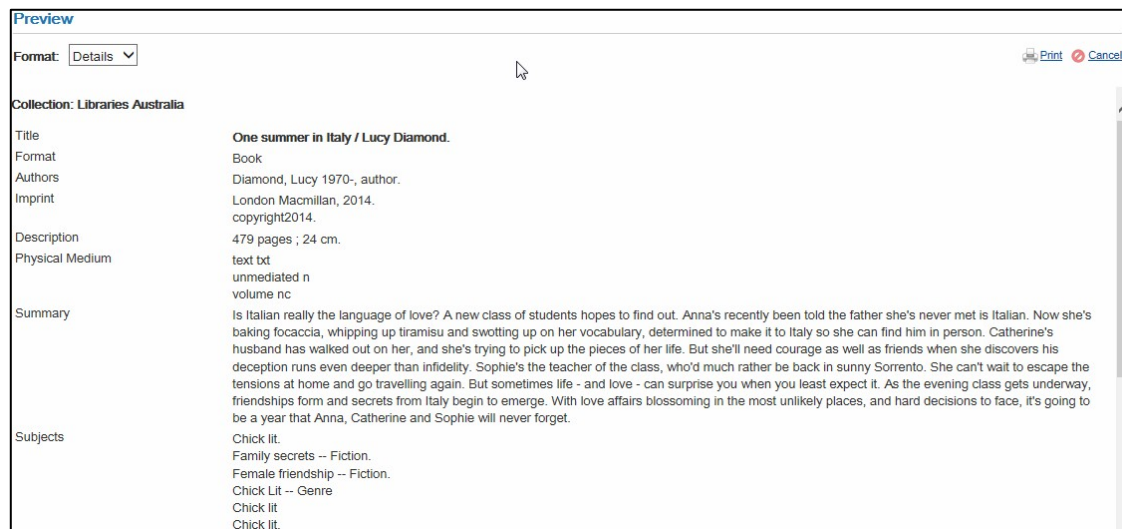 Preview
Format: Details
Print Cancel
Collection: Libraries Australia
Title One summer in Italy / Lucy Diamond.
Format Book
Authors Diamond, Lucy 1970-, author.
Imprint London Macmillan, 2014.
copyright2014.
Description 479 pages ; 24 cm.
Physical Medium text txt
unmediated n
volume nc
Summary Is Italian really the language of love? A new class of students hopes to find out. Anna's recently been told the father she's never met is Italian. Now she's
baking focaccia, whipping up tiramisu and swotting up on her vocabulary, determined to make it to Italy so she can find him in person. Catherine's
husband has walked out on her, and she's trying to pick up the pieces of her life. But she'll need courage as well as friends when she discovers his
deception runs even deeper than infidelity. Sophie's the teacher of the class, who'd much rather be back in sunny Sorrento. She can't wait to escape the
tensions at home and go travelling again. But sometimes life - and love - can surprise you when you least expect it. As the evening class gets underway,
friendships form and secrets from Italy begin to emerge. With love affairs blossoming in the most unlikely places, and hard decisions to face, it's going to
be a year that Anna, Catherine and Sophie will never forget.
Subjects Chick lit.
Family secrets -- Fiction.
Female friendship -- Fiction.
Chick Lit -- Genre
Chick lit
Chick lit.